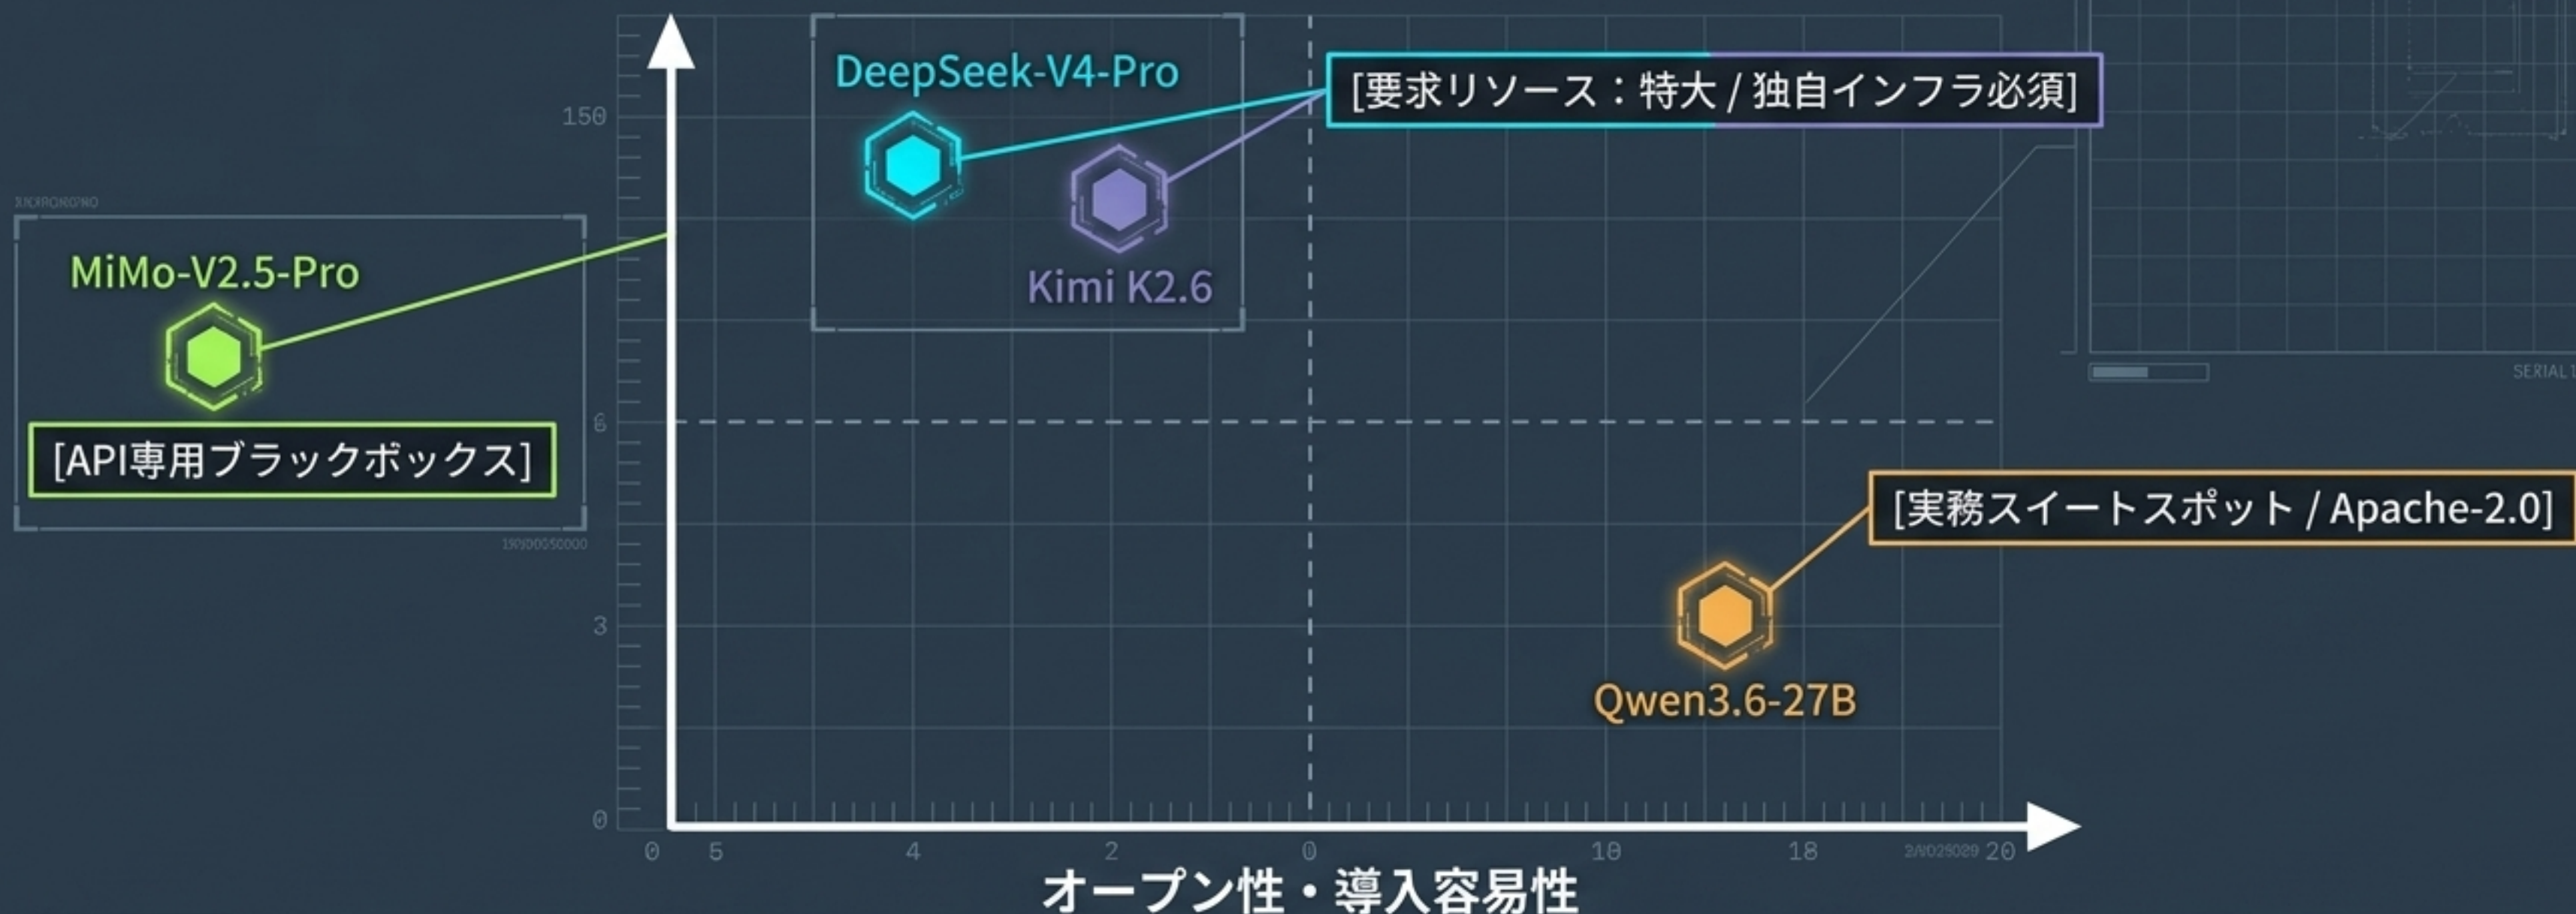 DeepSeek-V4-Pro
[要求リソース：特大 / 独自インフラ必須]
150
MiMo-V2.5-Pro
Kimi K2.6
[API専用ブラックボックス]
6
[実務スイートスポット / Apache-2.0]
3
Qwen3.6-27B
0
0 5 4 2 0 10 18 20
オープン性・導入容易性